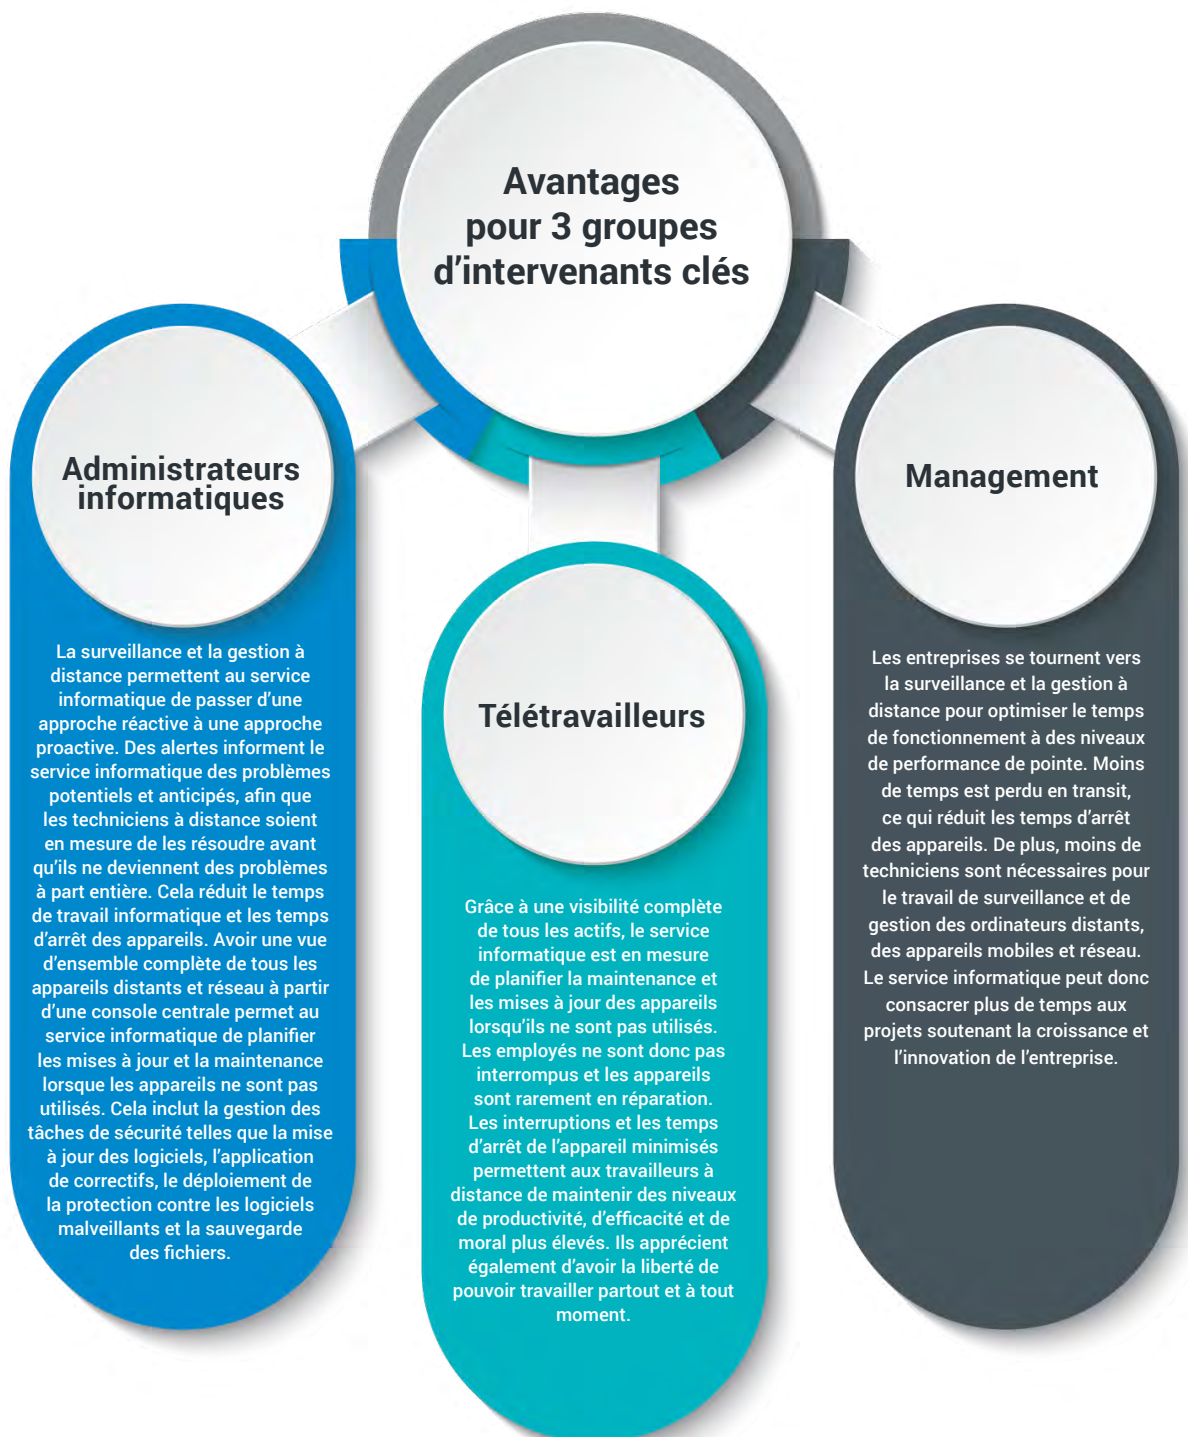 Avantages
pour 3 groupes
d’intervenants clés
Administrateurs
informatiques
La surveillance et la gestion à
distance permettent au service
informatique de passer d’une
approche réactive à une approche
proactive. Des alertes informent le
service informatique des problèmes
potentiels et anticipés, afin que
les techniciens à distance soient
en mesure de les résoudre avant
qu’ils ne deviennent des problèmes
à part entière. Cela réduit le temps
de travail informatique et les temps
d’arrêt des appareils. Avoir une vue
d’ensemble complète de tous les
appareils distants et réseau à partir
d’une console centrale permet au
service informatique de planifier
les mises à jour et la maintenance
lorsque les appareils ne sont pas
utilisés. Cela inclut la gestion des
tâches de sécurité telles que la mise
à jour des logiciels, l’application
de correctifs, le déploiement de
la protection contre les logiciels
malveillants et la sauvegarde
des fichiers.
Télétravailleurs
Grâce à une visibilité complète
de tous les actifs, le service
informatique est en mesure
de planifier la maintenance et
les mises à jour des appareils
lorsqu’ils ne sont pas utilisés.
Les employés ne sont donc pas
interrompus et les appareils
sont rarement en réparation.
Les interruptions et les temps
d’arrêt de l’appareil minimisés
permettent aux travailleurs à
distance de maintenir des niveaux
de productivité, d’efficacité et de
moral plus élevés. Ils apprécient
également d’avoir la liberté de
pouvoir travailler partout et à tout
moment.
Management
Les entreprises se tournent vers
la surveillance et la gestion à
distance pour optimiser le temps
de fonctionnement à des niveaux
de performance de pointe. Moins
de temps est perdu en transit,
ce qui réduit les temps d’arrêt
des appareils. De plus, moins de
techniciens sont nécessaires pour
le travail de surveillance et de
gestion des ordinateurs distants,
des appareils mobiles et réseau.
Le service informatique peut donc
consacrer plus de temps aux
projets soutenant la croissance et
l’innovation de l’entreprise.